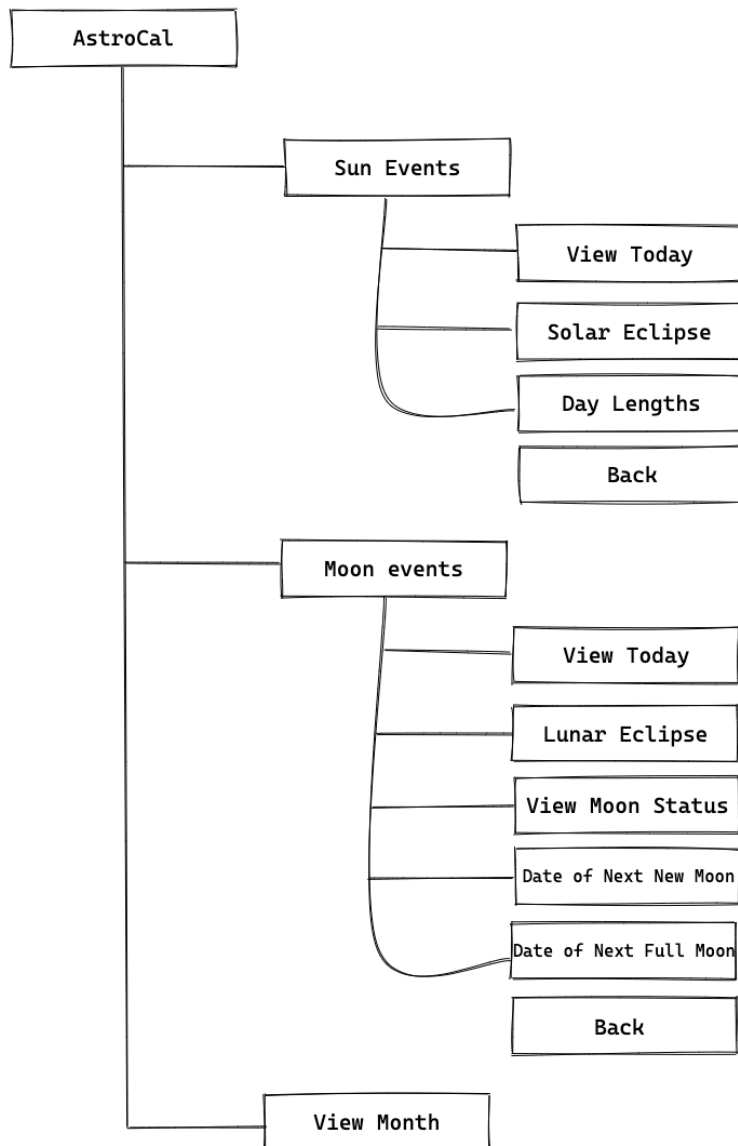 AstroCal
Sun Events
View Today
Solar Eclipse
Day Lengths
Back
Moon events
View Today
Lunar Eclipse
View Moon Status
Date of Next New Moon
Date of Next Full Moon
Back
View Month